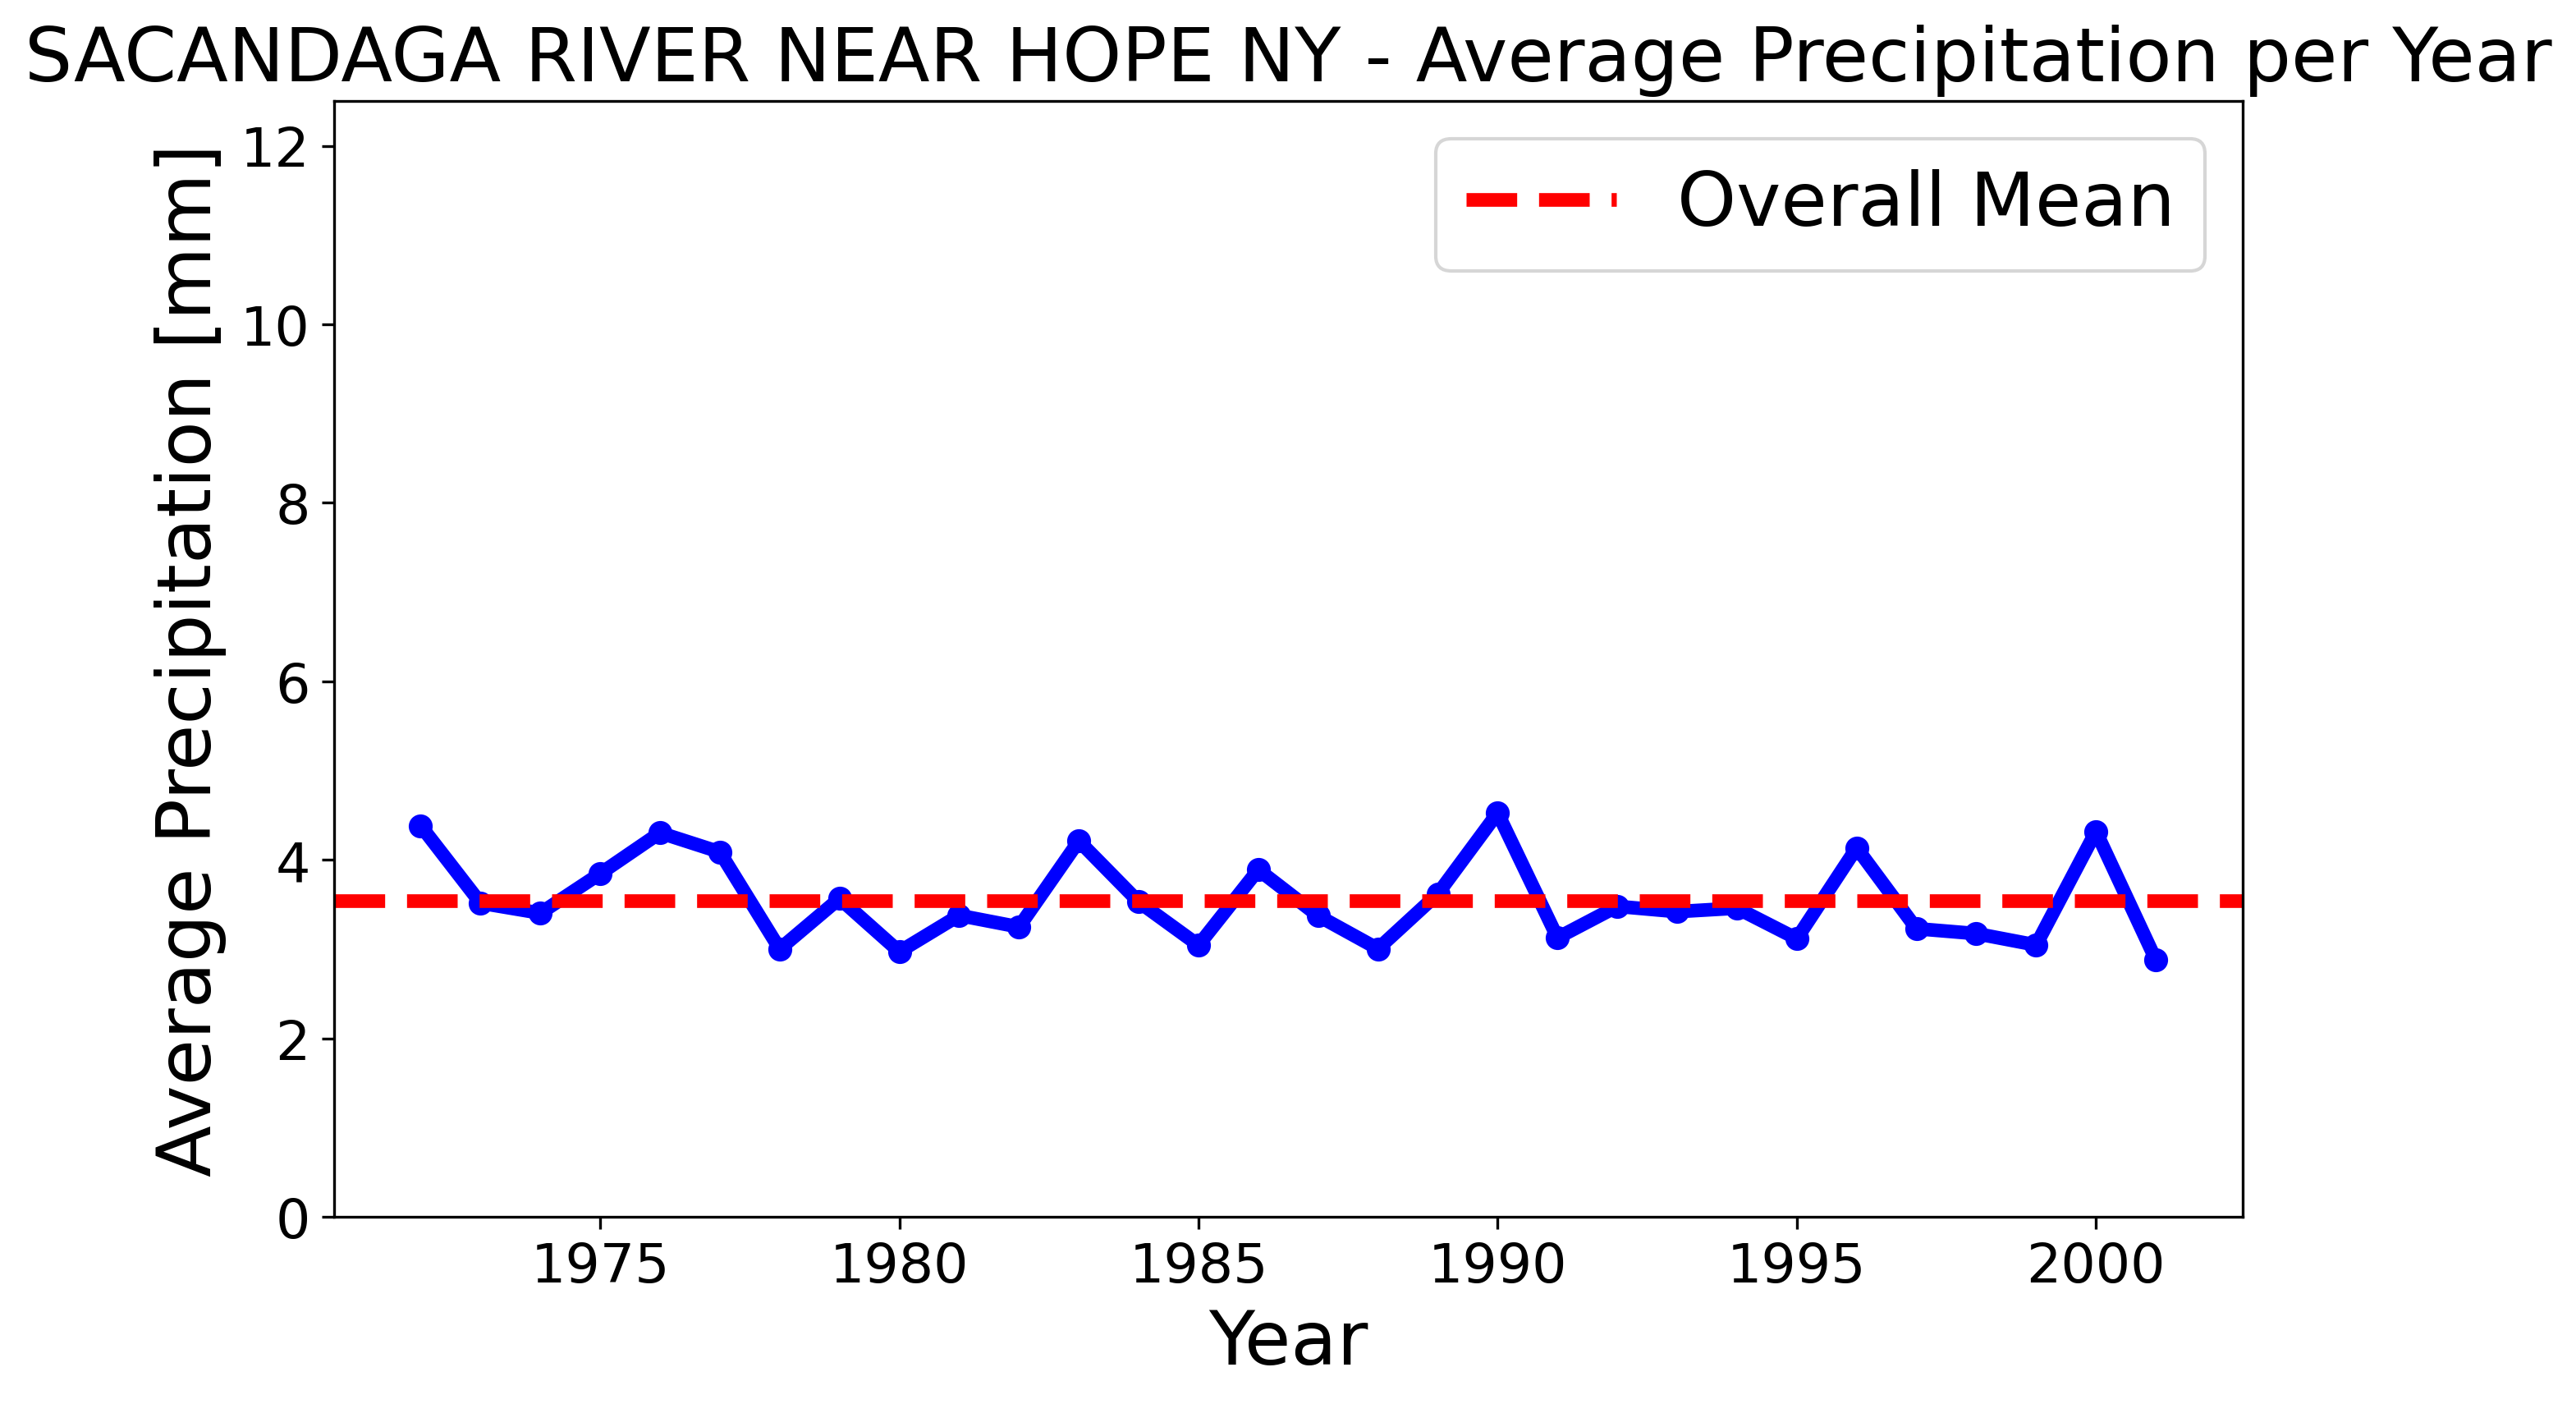 SACANDAGA RIVER NEAR HOPE NY - Average Precipitation per Year
Overall Mean
Average Precipitation [mm]
12
10
8
6
4
2
0
1975 1980 1985 1990 1995 2000
Year